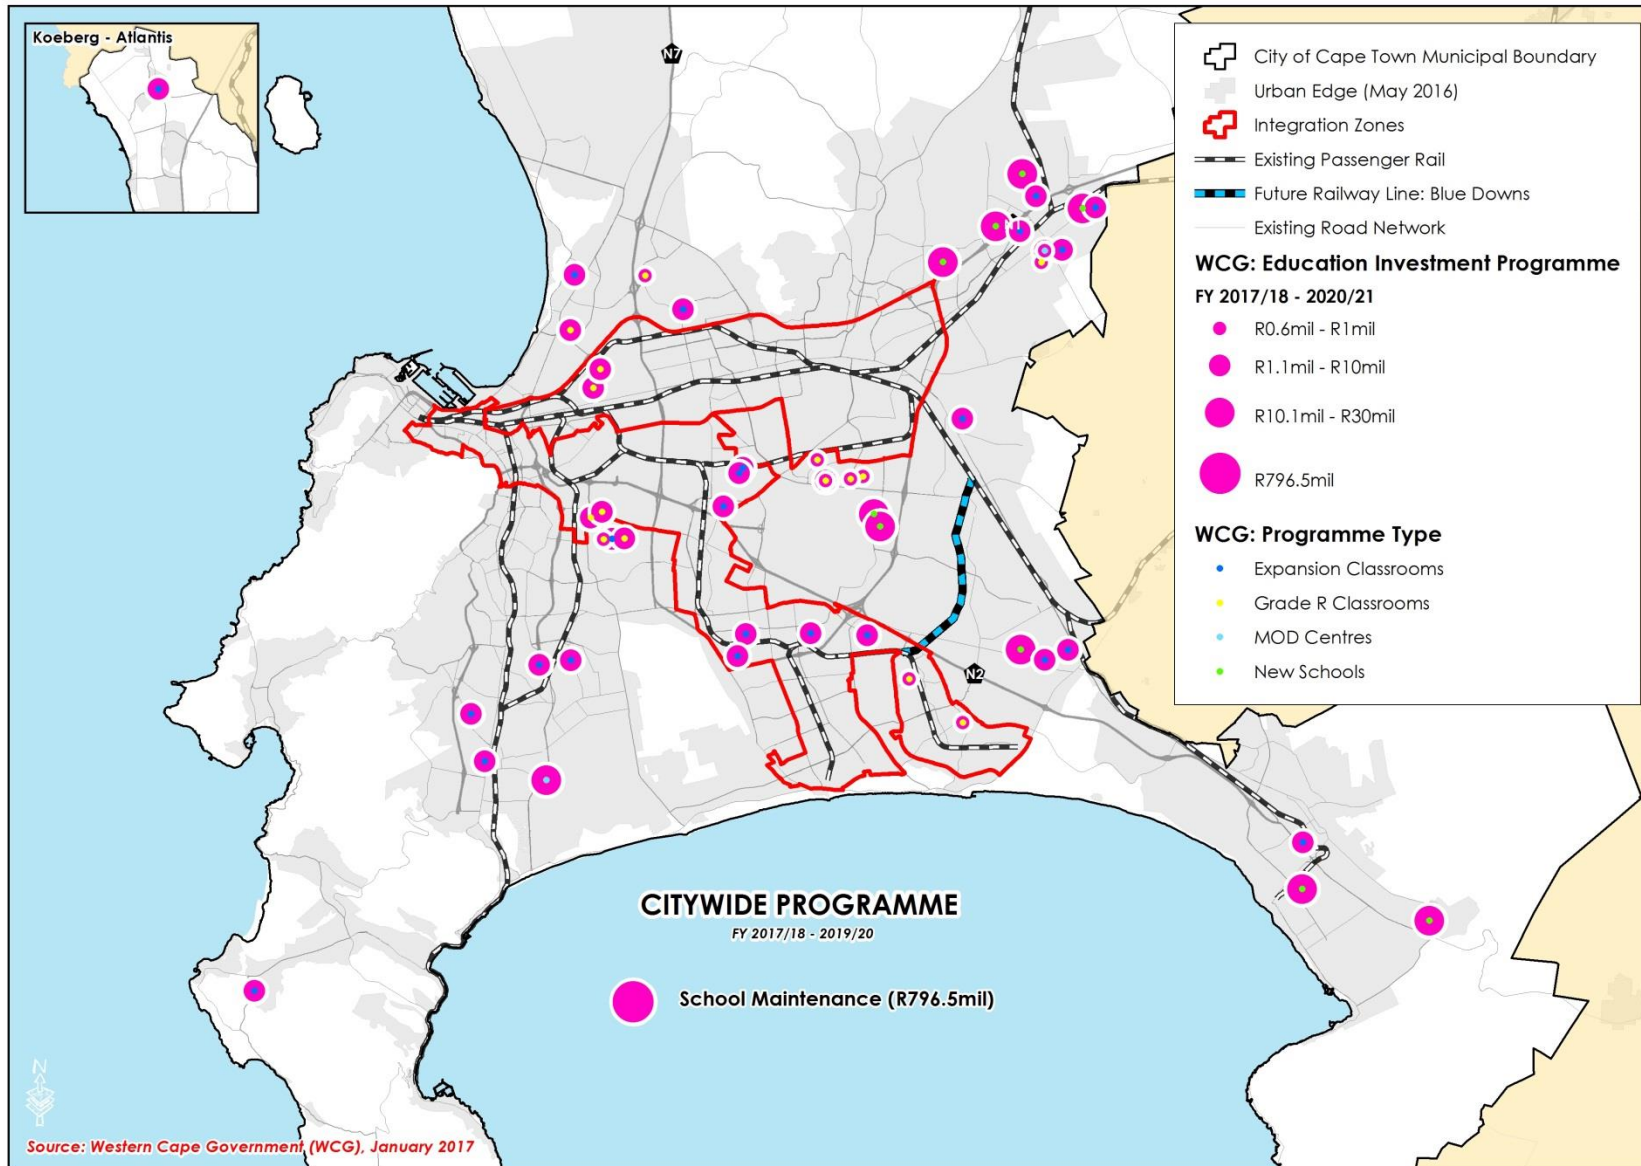 Koeberg - Atlantis
N7
City of Cape Town Municipal Boundary
Urban Edge (May 2016)
Integration Zones
Existing Passenger Rail
Future Railway Line: Blue Downs
Existing Road Network
WCG: Education Investment Programme
FY 2017/18 - 2020/21
R0.6mil - R1mil
R1.1mil - R10mil
R10.1mil - R30mil
R796.5mil
WCG: Programme Type
Expansion Classrooms
Grade R Classrooms
MOD Centres
New Schools
N2
CITYWIDE PROGRAMME
FY 2017/18 - 2019/20
School Maintenance (R796.5mil)
N
Source: Western Cape Government (WCG), January 2017